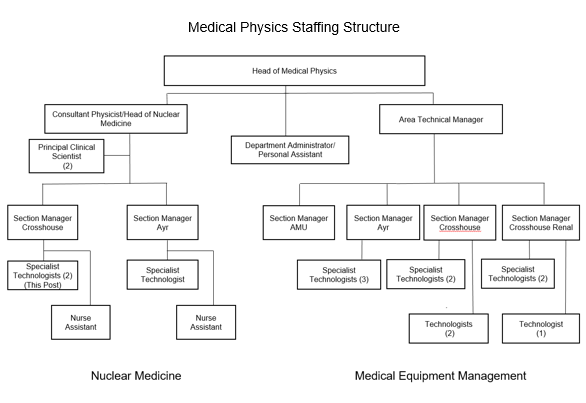 Medical Physics Staffing Structure
Head of Medical Physics
Consultant Physicist/Head of Nuclear
Medicine
Area Technical Manager
Principal Clinical
Scientist
(2)
Department Administrator/
Personal Assistant
Section Manager
Crosshouse
Section Manager
Ayr
Section Manager
AMU
Section Manager
Ayr
Section Manager
Crosshouse
Section Manager
Crosshouse Renal
Specialist
Technologists (2)
(This Post)
Specialist
Technologist
Specialist
Technologists (3)
Specialist
Technologists (2)
Specialist
Technologists (2)
Nurse
Assistant
Nurse
Assistant
Technologists
(2)
Technologist
(1)
Nuclear Medicine
Medical Equipment Management